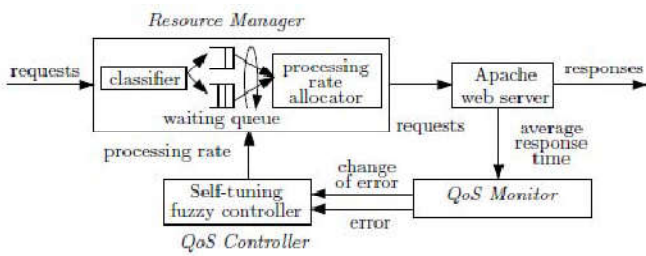 Resource Manager
requests
classifier
waiting queue
processing
rate
allocator
requests
Apache
web server
responses
processing rate
average
response
time
change
of error
Self-tuning
fuzzy controller
error
QoS Monitor
QoS Controller